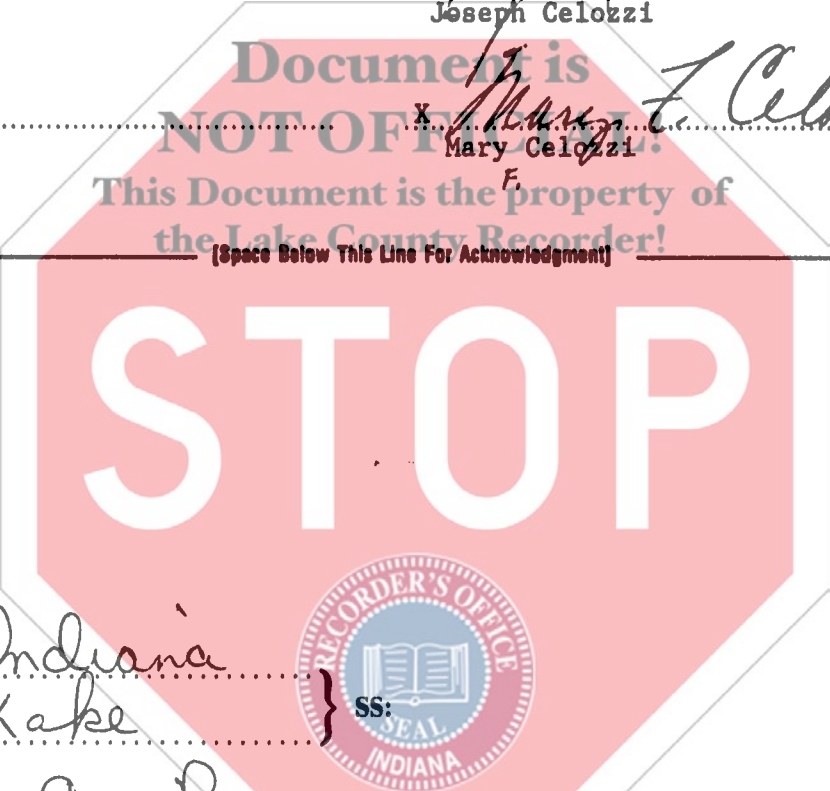 Joseph Celozzi
Document is
NOT OFFICIAL!
X Mary F.
Mary Celozzi
F.
This Document is the property of
the Lake County Recorder!
[Space Below This Line For Acknowledgment]
STOP
RECORDER'S OFFICE
SEAL
INDIANA
Indiana
Lake
} SS: